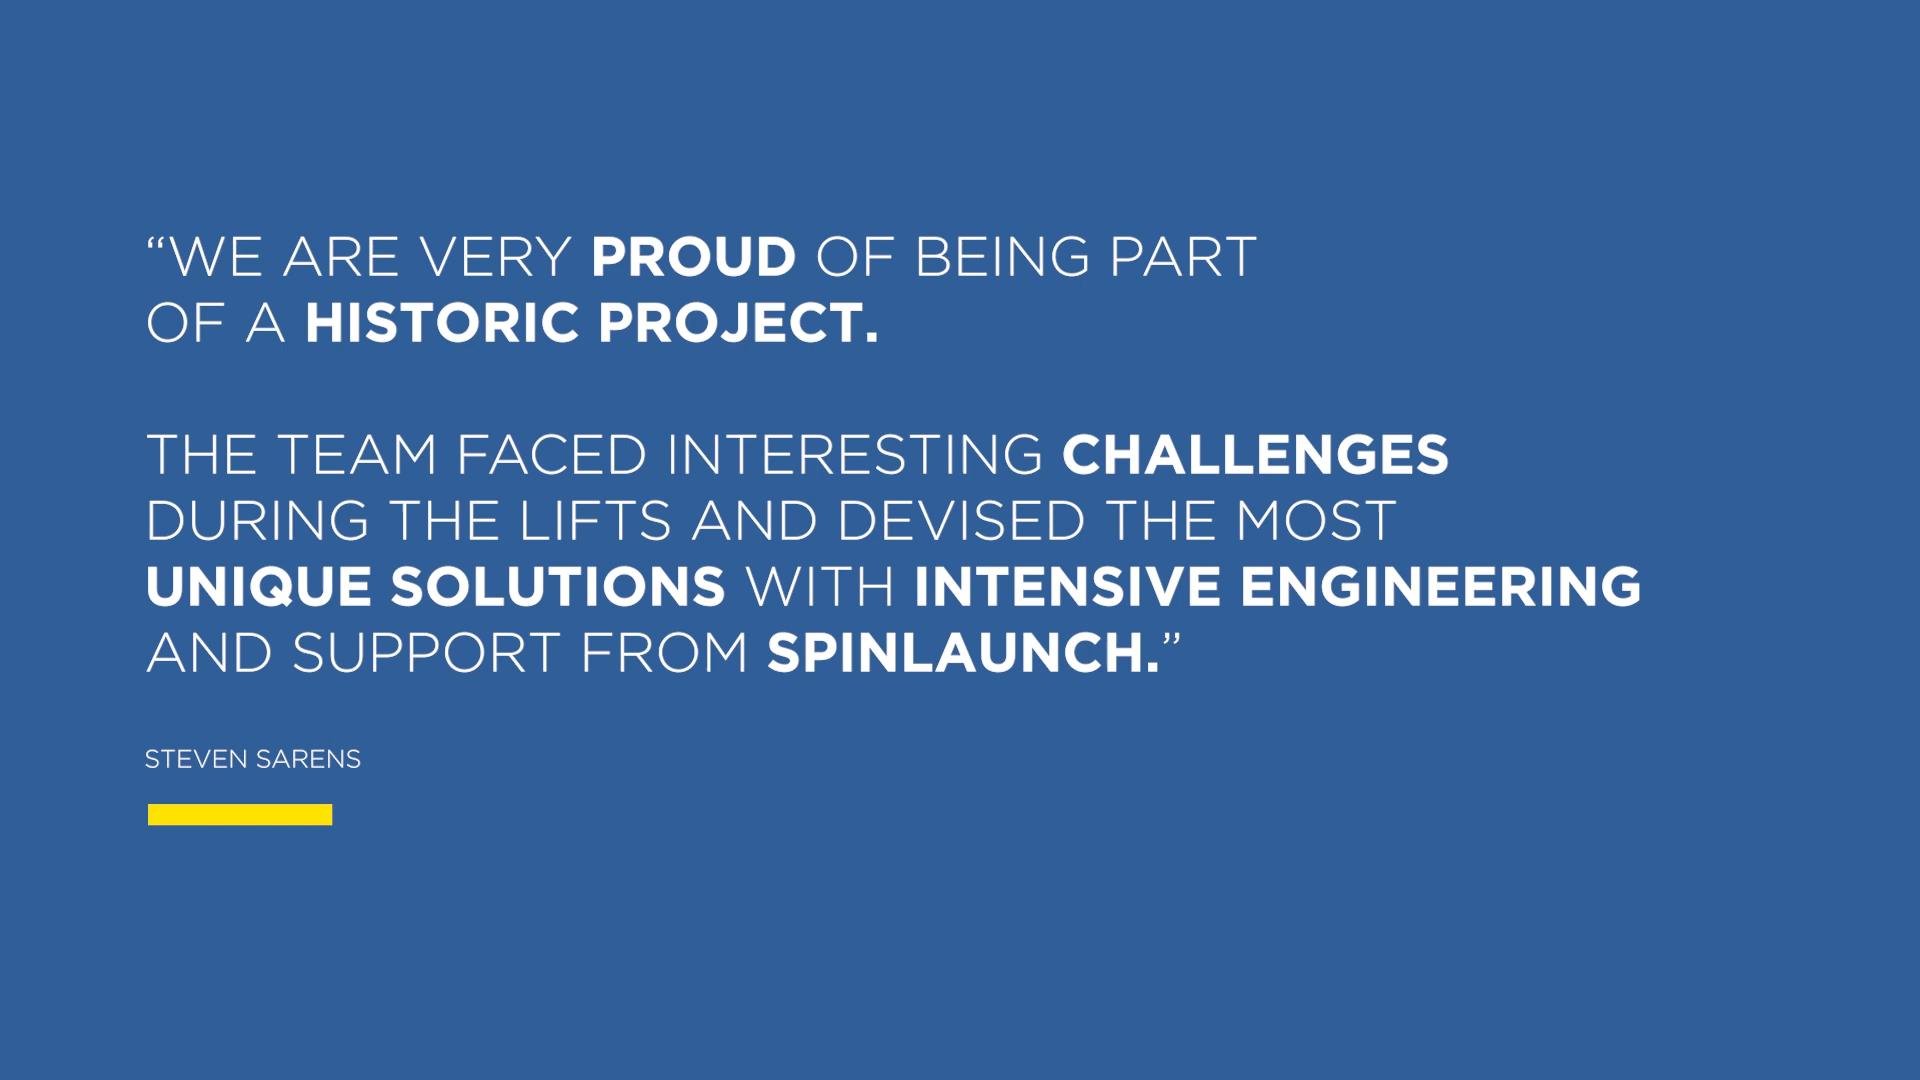 “WE ARE VERY PROUD OF BEING PART
OF A HISTORIC PROJECT.
THE TEAM FACED INTERESTING CHALLENGES
DURING THE LIFTS AND DEVISED THE MOST
UNIQUE SOLUTIONS WITH INTENSIVE ENGINEERING
AND SUPPORT FROM SPINLAUNCH.”
STEVEN SARENS